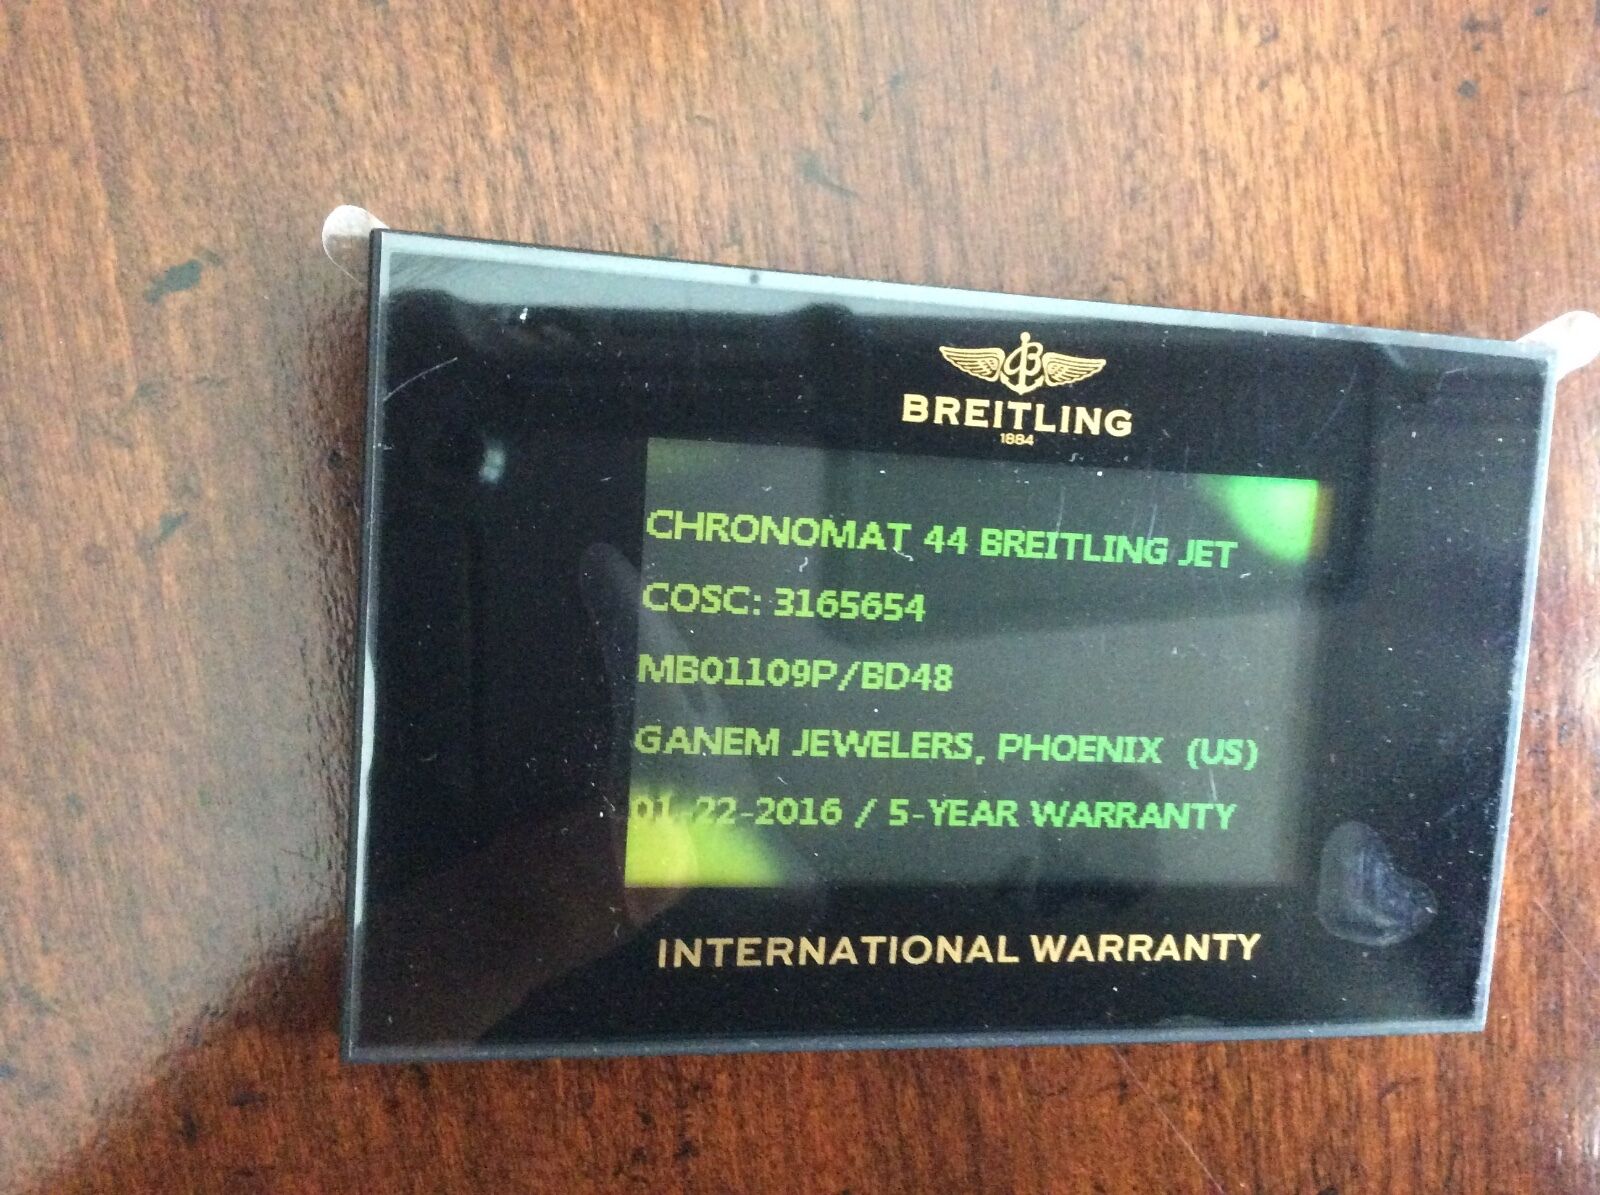 BREITLING
1884
CHRONOMAT 44 BREITLING JET
COSC: 3165654
MB01109P/BD48
GANEM JEWELERS, PHOENIX (US)
01-22-2016 / 5-YEAR WARRANTY
INTERNATIONAL WARRANTY